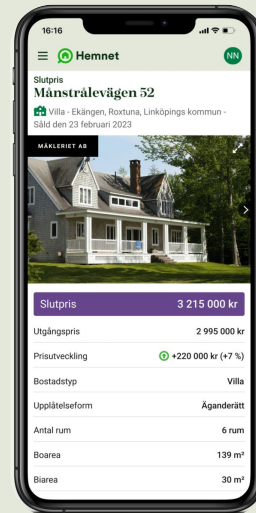 16:16
Hemnet
NN
Slutpris
Månstrålevägen 52
Villa - Ekängen, Roxtuna, Linköpings kommun -
Såld den 23 februari 2023
MÄKLERIET AB
Slutpris 3 215 000 kr
Utgångspris 2 995 000 kr
Prisutveckling +220 000 kr (+7 %)
Bostadstyp Villa
Upplåtelseform Äganderätt
Antal rum 6 rum
Boarea 139 m²
Biarea 30 m²